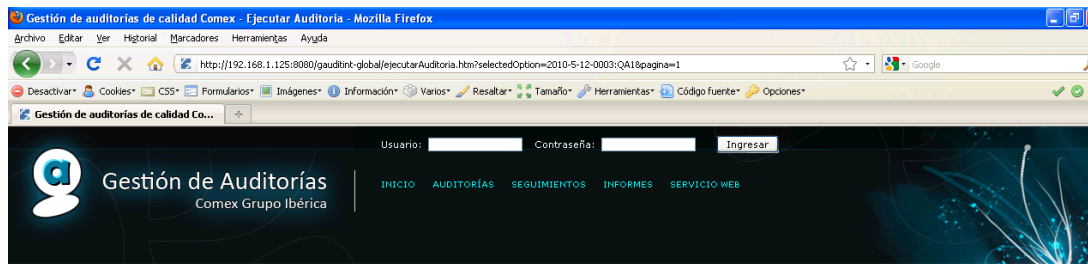 Gestión de auditorías de calidad Comex - Ejecutar Auditoria - Mozilla Firefox
Archivo Editar Ver Historial Marcadores Herramientas Ayuda
http://192.168.1.125:8080/gauditint-global/ejecutarAuditoria.htm?selectedOption=2010-5-12-0003:QA1&pagina=1 Google
Desactivar Cookies CSS Formularios Imágenes Información Varios Resaltar Tamaño Herramientas Código fuente Opciones
Gestión de auditorías de calidad Co...
Usuario: Contraseña: Ingresar
Gestión de Auditorías
Comex Grupo Ibérica
INICIO AUDITORÍAS SEGUIMIENTOS INFORMES SERVICIO WEB